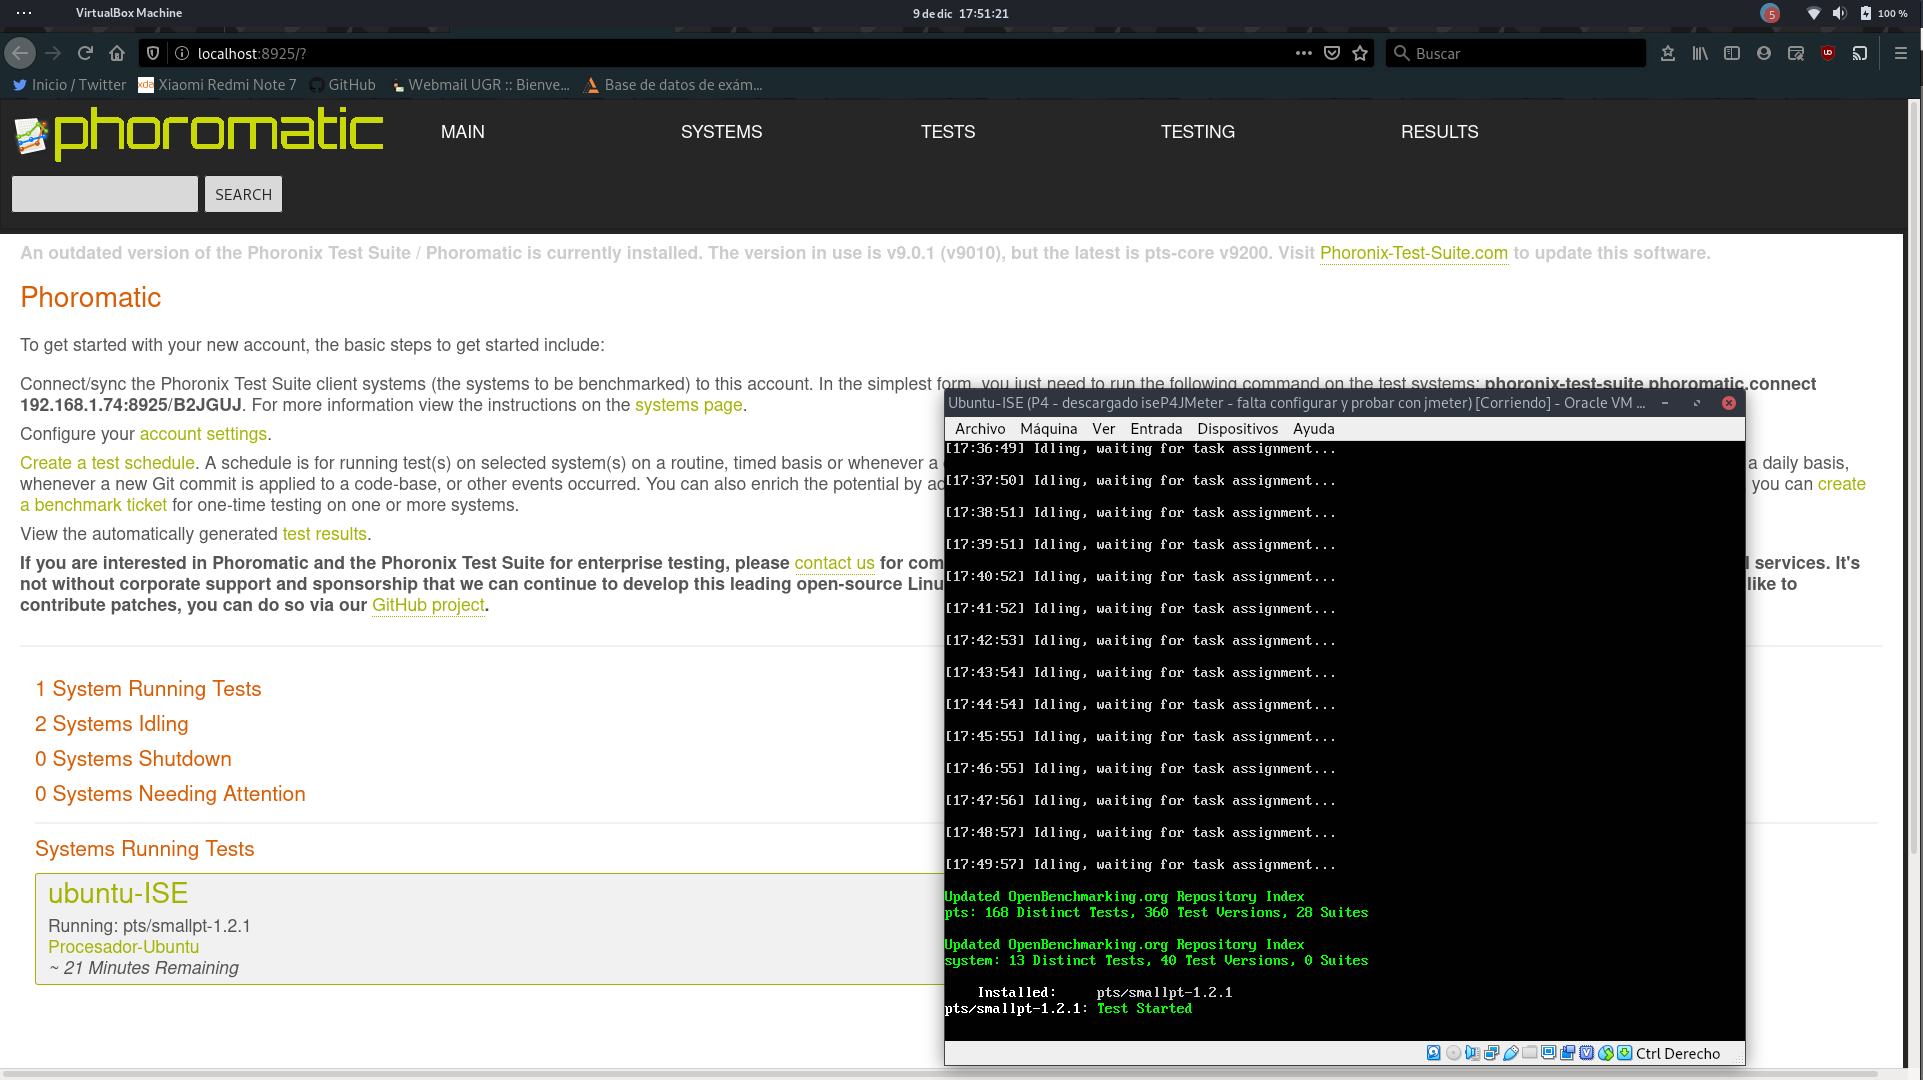 VirtualBox Machine
9 de dic 17:51:21
5
100 %
localhost:8925/?
Buscar
Inicio / Twitter
xda
Xiaomi Redmi Note 7
GitHub
Webmail UGR :: Bienve...
Base de datos de exám...
phoromatic
MAIN
SYSTEMS
TESTS
TESTING
RESULTS
SEARCH
An outdated version of the Phoronix Test Suite / Phoromatic is currently installed. The version in use is v9.0.1 (v9010), but the latest is pts-core v9200. Visit Phoronix-Test-Suite.com to update this software.
Phoromatic
To get started with your new account, the basic steps to get started include:
Connect/sync the Phoronix Test Suite client systems (the systems to be benchmarked) to this account. In the simplest form, you just need to run the following command on the test systems: phoronix-test-suite phoromatic.connect
192.168.1.74:8925/B2JGUJ. For more information view the instructions on the systems page.
Configure your account settings.
Create a test schedule. A schedule is for running test(s) on selected system(s) on a routine, timed basis or whenever a
a daily basis,
whenever a new Git commit is applied to a code-base, or other events occurred. You can also enrich the potential by
you can create
a benchmark ticket for one-time testing on one or more systems.
View the automatically generated test results.
If you are interested in Phoromatic and the Phoronix Test Suite for enterprise testing, please contact us for
services. It's
not without corporate support and sponsorship that we can continue to develop this leading open-source
like to
contribute patches, you can do so via our GitHub project.
1 System Running Tests
2 Systems Idling
0 Systems Shutdown
0 Systems Needing Attention
Systems Running Tests
ubuntu-ISE
Running: pts/smallpt-1.2.1
Procesador-Ubuntu
~ 21 Minutes Remaining
Ubuntu-ISE (P4 - descargado iseP4JMeter - falta configurar y probar con jmeter) [Corriendo] - Oracle VM ...
Archivo Máquina Ver Entrada Dispositivos Ayuda
[17:36:49] Idling, waiting for task assignment...
[17:37:50] Idling, waiting for task assignment...
[17:38:51] Idling, waiting for task assignment...
[17:39:51] Idling, waiting for task assignment...
[17:40:52] Idling, waiting for task assignment...
[17:41:52] Idling, waiting for task assignment...
[17:42:53] Idling, waiting for task assignment...
[17:43:54] Idling, waiting for task assignment...
[17:44:54] Idling, waiting for task assignment...
[17:45:55] Idling, waiting for task assignment...
[17:46:55] Idling, waiting for task assignment...
[17:47:56] Idling, waiting for task assignment...
[17:48:57] Idling, waiting for task assignment...
[17:49:57] Idling, waiting for task assignment...
Updated OpenBenchmarking.org Repository Index
pts: 168 Distinct Tests, 360 Test Versions, 28 Suites
Updated OpenBenchmarking.org Repository Index
system: 13 Distinct Tests, 40 Test Versions, 0 Suites
Installed: pts/smallpt-1.2.1
pts/smallpt-1.2.1: Test Started
Ctrl Derecho